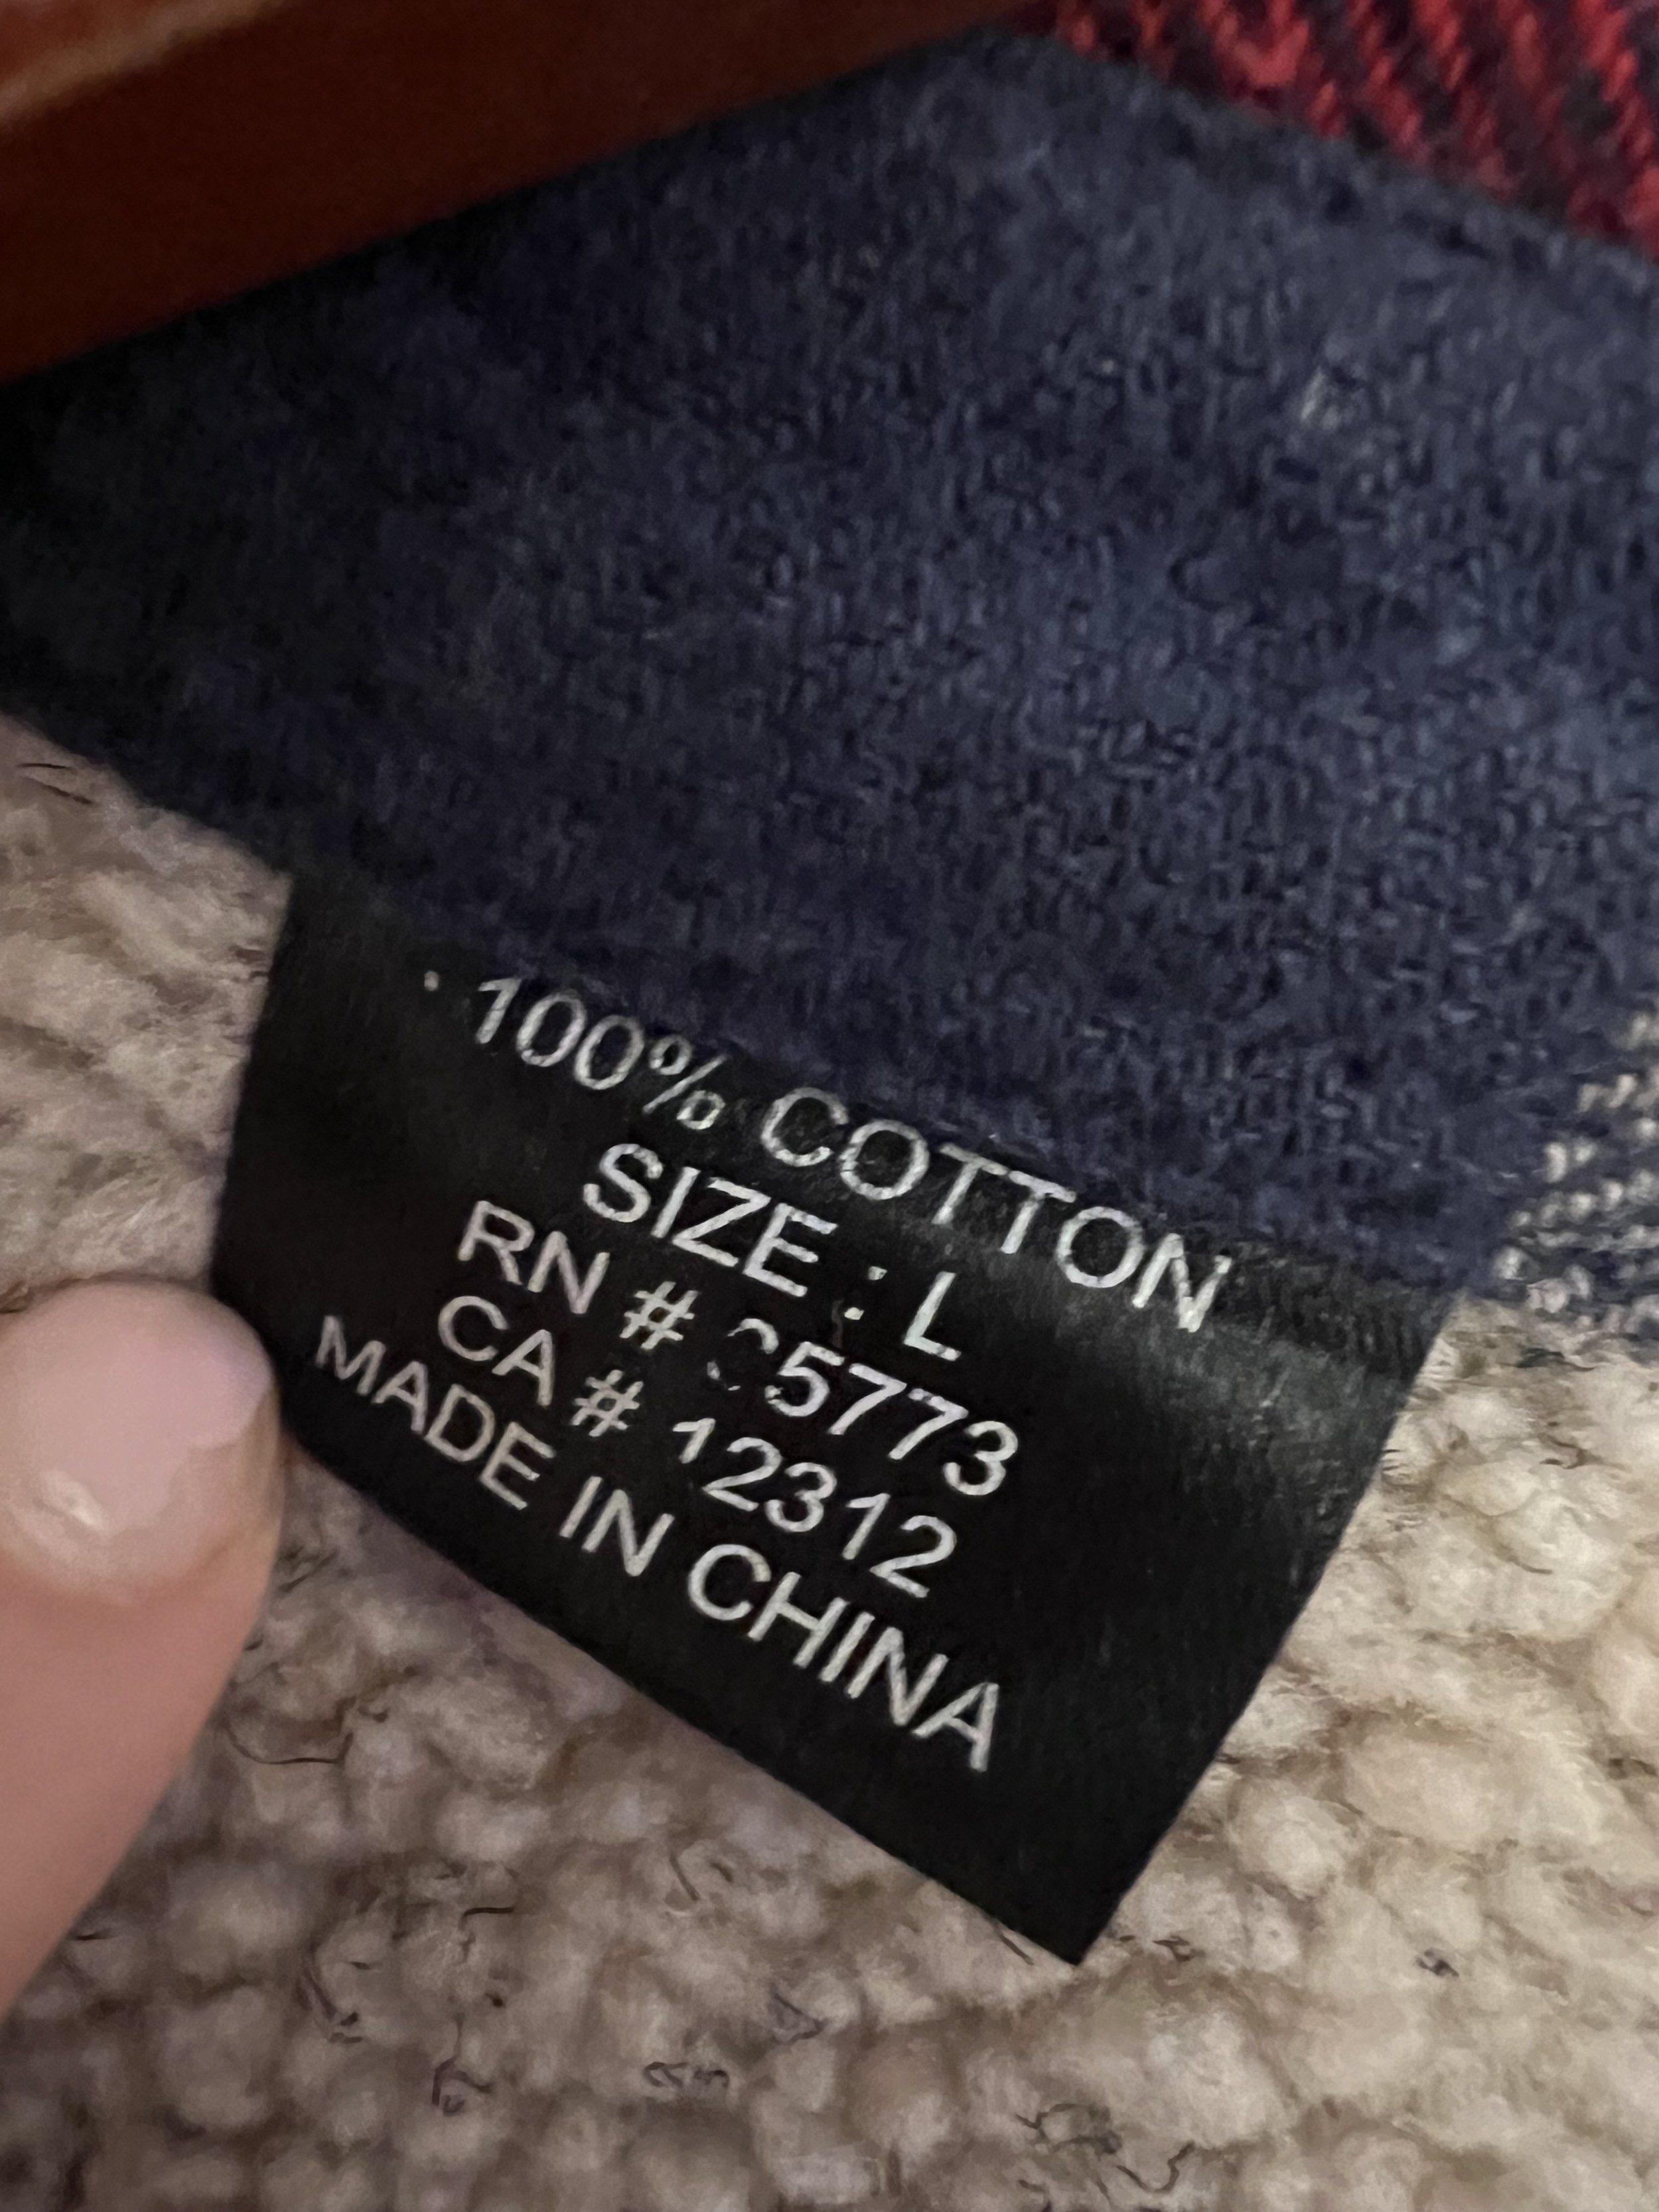 100% COTTON
SIZE : L
RN #
CA # 12312
MADE IN CHINA